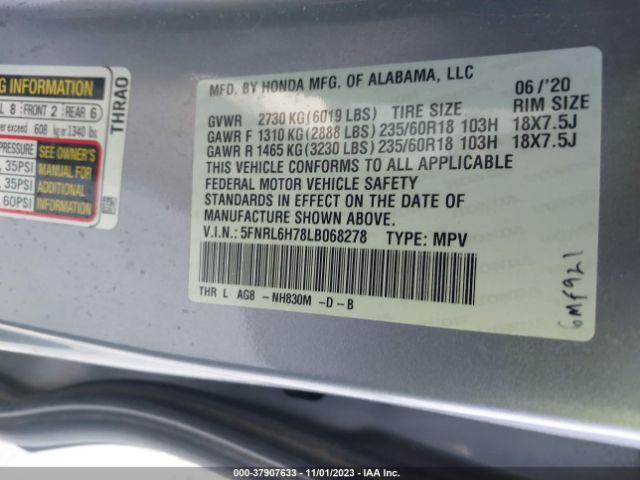 G INFORMATION
L 8 FRONT 2 REAR 6
ver exceed 608 kg or 1340 lbs.
PRESSURE SEE OWNER'S
35PSI MANUAL FOR
35PSI ADDITIONAL
60PSI INFORMATION
THRA0
MFD. BY HONDA MFG. OF ALABAMA, LLC 06/'20
GVWR 2730 KG(6019 LBS) TIRE SIZE RIM SIZE
GAWR F 1310 KG(2888 LBS) 235/60R18 103H 18X7.5J
GAWR R 1465 KG(3230 LBS) 235/60R18 103H 18X7.5J
THIS VEHICLE CONFORMS TO ALL APPLICABLE
FEDERAL MOTOR VEHICLE SAFETY
STANDARDS IN EFFECT ON THE DATE OF
MANUFACTURE SHOWN ABOVE.
V.I.N.: 5FNRL6H78LB068278 TYPE: MPV
THR L AG8 - NH830M -D - B
000-37907633 - 11/01/2023 - IAA Inc.